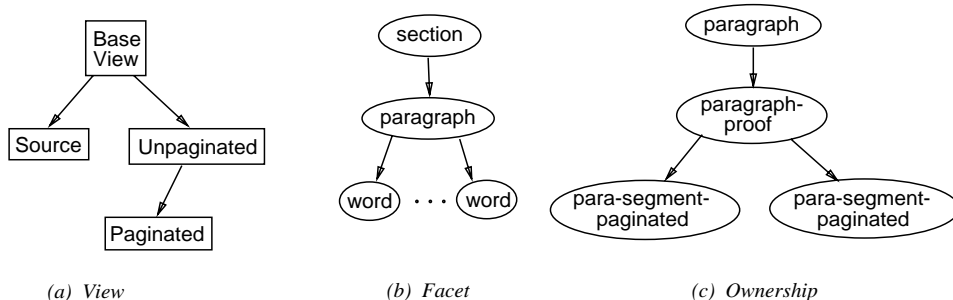 Base
View
Source
Unpaginated
Paginated
(a) View
section
paragraph
word . . . word
(b) Facet
paragraph
paragraph-
proof
para-segment-
paginated
para-segment-
paginated
(c) Ownership